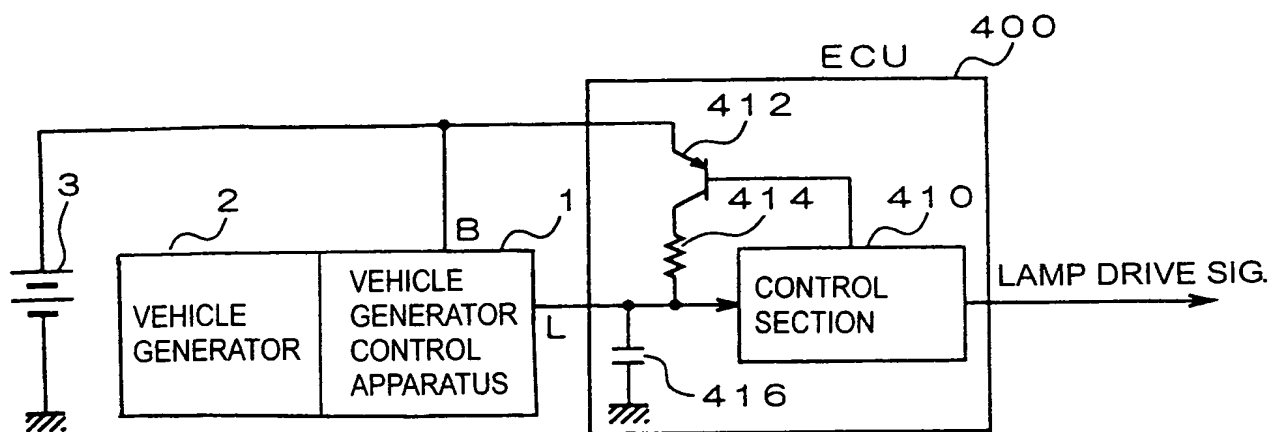 400
ECU
412
3
2
1
414
410
B
VEHICLE
GENERATOR
VEHICLE
GENERATOR
CONTROL
APPARATUS
L
CONTROL
SECTION
LAMP DRIVE SIG.
416